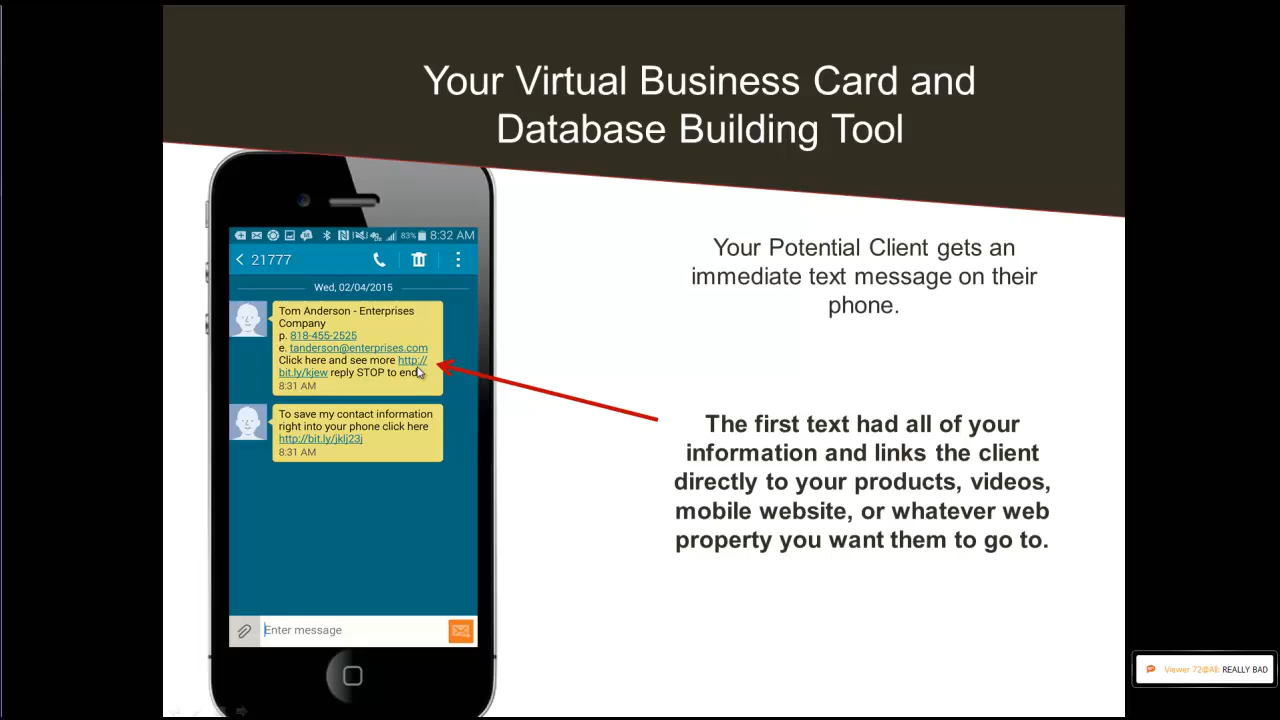 Your Virtual Business Card and
Database Building Tool
83% 8:32 AM
21777
Wed, 02/04/2015
Tom Anderson - Enterprises
Company
p. 818-455-2525
e. tanderson@enterprises.com
Click here and see more http://
bit.ly/kjew reply STOP to end
8:31 AM
To save my contact information
right into your phone click here
http://bit.ly/jklj23j
8:31 AM
Enter message
Your Potential Client gets an
immediate text message on their
phone.
The first text had all of your
information and links the client
directly to your products, videos,
mobile website, or whatever web
property you want them to go to.
Viewer 72@All: REALLY BAD